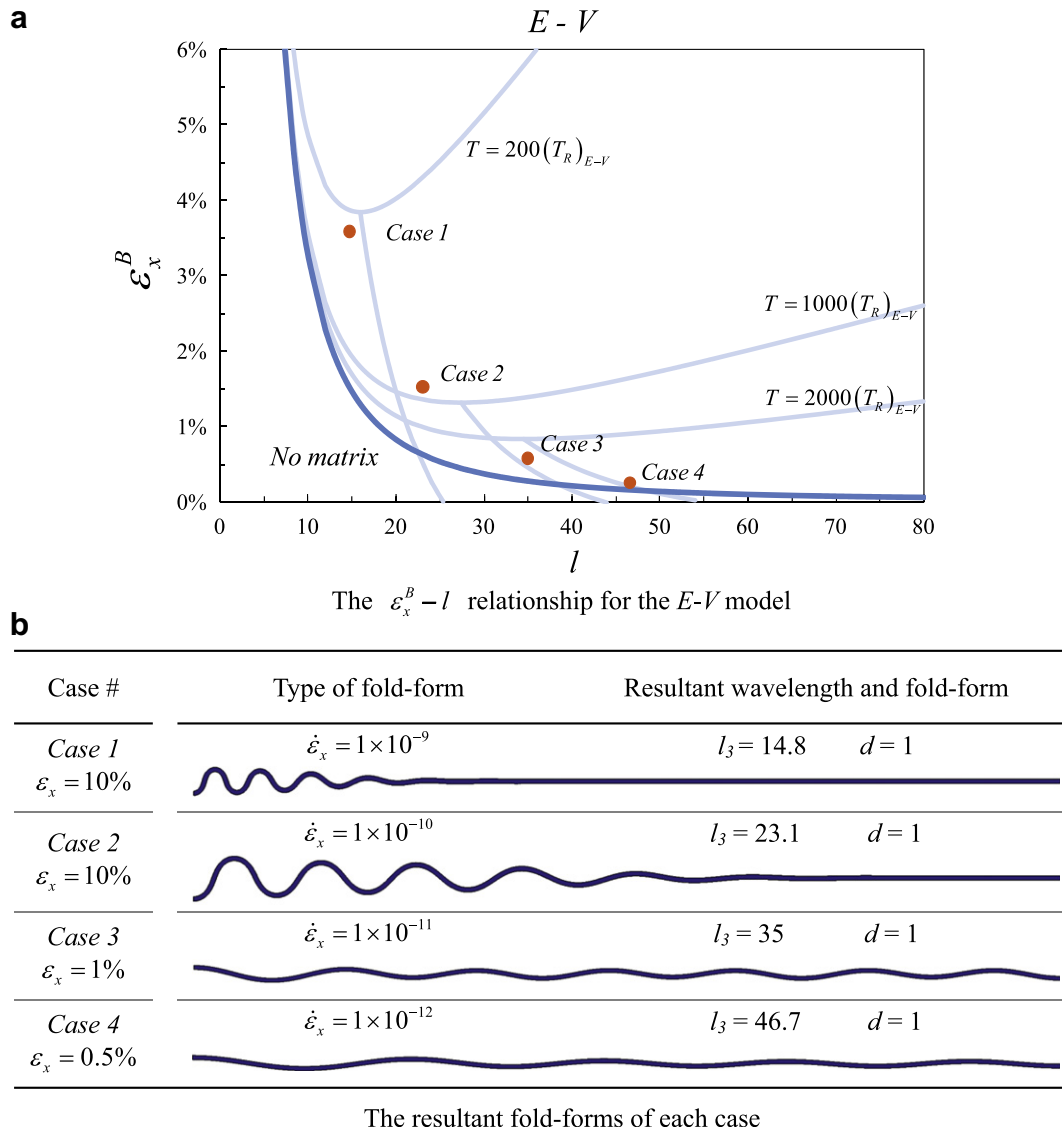 a
E - V
6%
5%
4%
3%
2%
1%
0%
ε_x^B
T = 200(T_R)_{E-V}
Case 1
T = 1000(T_R)_{E-V}
Case 2
T = 2000(T_R)_{E-V}
Case 3
No matrix
Case 4
0 10 20 30 40 50 60 70 80
l
The ε_x^B − l relationship for the E-V model
b
Case # Type of fold-form Resultant wavelength and fold-form
Case 1 ε̇_x = 1×10^{-9} l_3 = 14.8 d = 1
ε_x = 10%
Case 2 ε̇_x = 1×10^{-10} l_3 = 23.1 d = 1
ε_x = 10%
Case 3 ε̇_x = 1×10^{-11} l_3 = 35 d = 1
ε_x = 1%
Case 4 ε̇_x = 1×10^{-12} l_3 = 46.7 d = 1
ε_x = 0.5%
The resultant fold-forms of each case